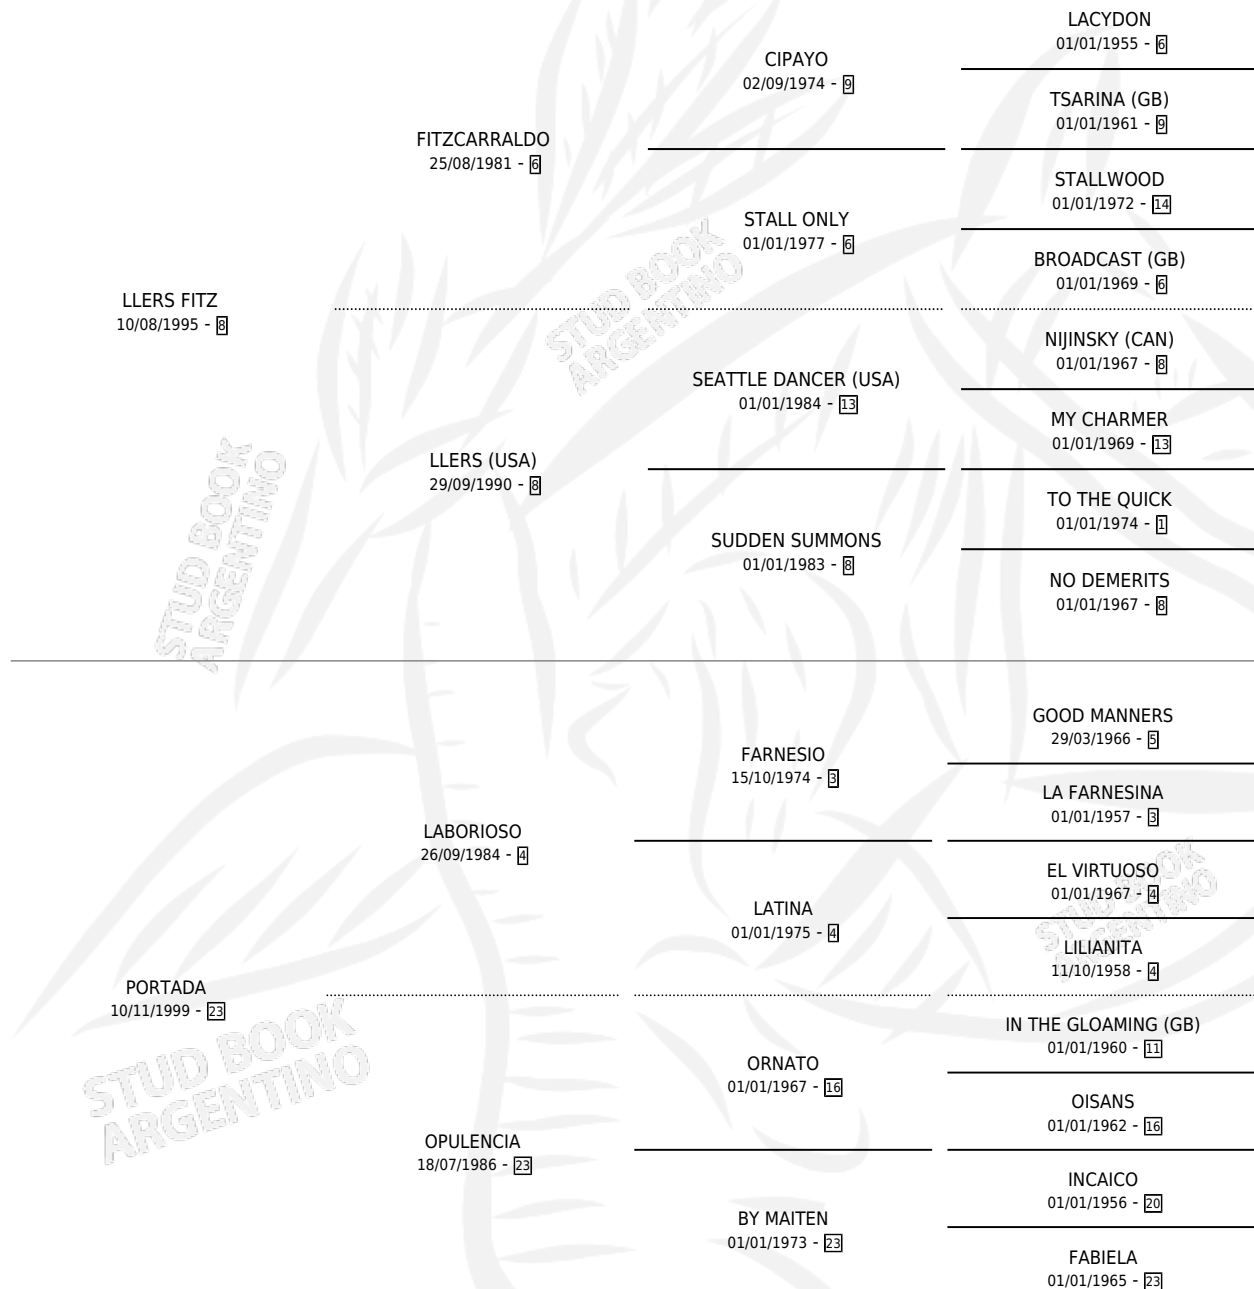 LACYDON
01/01/1955 - 6
CIPAYO
02/09/1974 - 9
TSARINA (GB)
01/01/1961 - 9
FITZCARRALDO
25/08/1981 - 6
STALLWOOD
01/01/1972 - 14
STALL ONLY
01/01/1977 - 6
BROADCAST (GB)
01/01/1969 - 6
LLERS FITZ
10/08/1995 - 8
NIJINSKY (CAN)
01/01/1967 - 8
SEATTLE DANCER (USA)
01/01/1984 - 13
MY CHARMER
01/01/1969 - 13
LLERS (USA)
29/09/1990 - 8
TO THE QUICK
01/01/1974 - 1
SUDDEN SUMMONS
01/01/1983 - 8
NO DEMERITS
01/01/1967 - 8
STUD BOOK
ARGENTINO
STUD BOOK
ARGENTINO
GOOD MANNERS
29/03/1966 - 5
FARNESIO
15/10/1974 - 3
LA FARNESINA
01/01/1957 - 3
LABORIOSO
26/09/1984 - 4
EL VIRTUOSO
01/01/1967 - 4
LATINA
01/01/1975 - 4
LILIANITA
11/10/1958 - 4
PORTADA
10/11/1999 - 23
IN THE GLOAMING (GB)
01/01/1960 - 11
ORNATO
01/01/1967 - 16
OISANS
01/01/1962 - 16
OPULENCIA
18/07/1986 - 23
INCAICO
01/01/1956 - 20
BY MAITEN
01/01/1973 - 23
FABIELA
01/01/1965 - 23
STUD BOOK
ARGENTINO
STUD BOOK
ARGENTINO